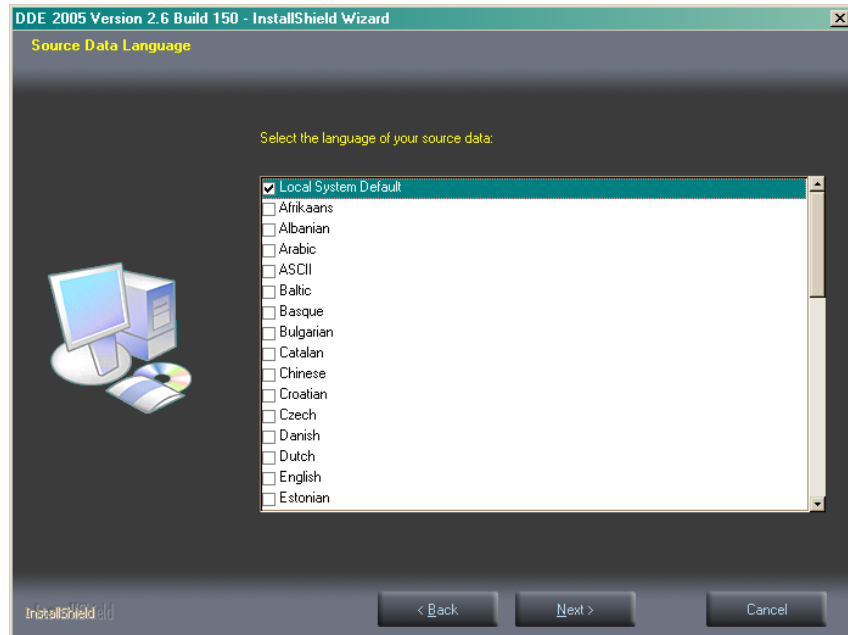 DDE 2005 Version 2.6 Build 150 - InstallShield Wizard
Source Data Language
Select the language of your source data:
Local System Default
Afrikaans
Albanian
Arabic
ASCII
Baltic
Basque
Bulgarian
Catalan
Chinese
Croatian
Czech
Danish
Dutch
English
Estonian
InstallShield
< Back
Next >
Cancel